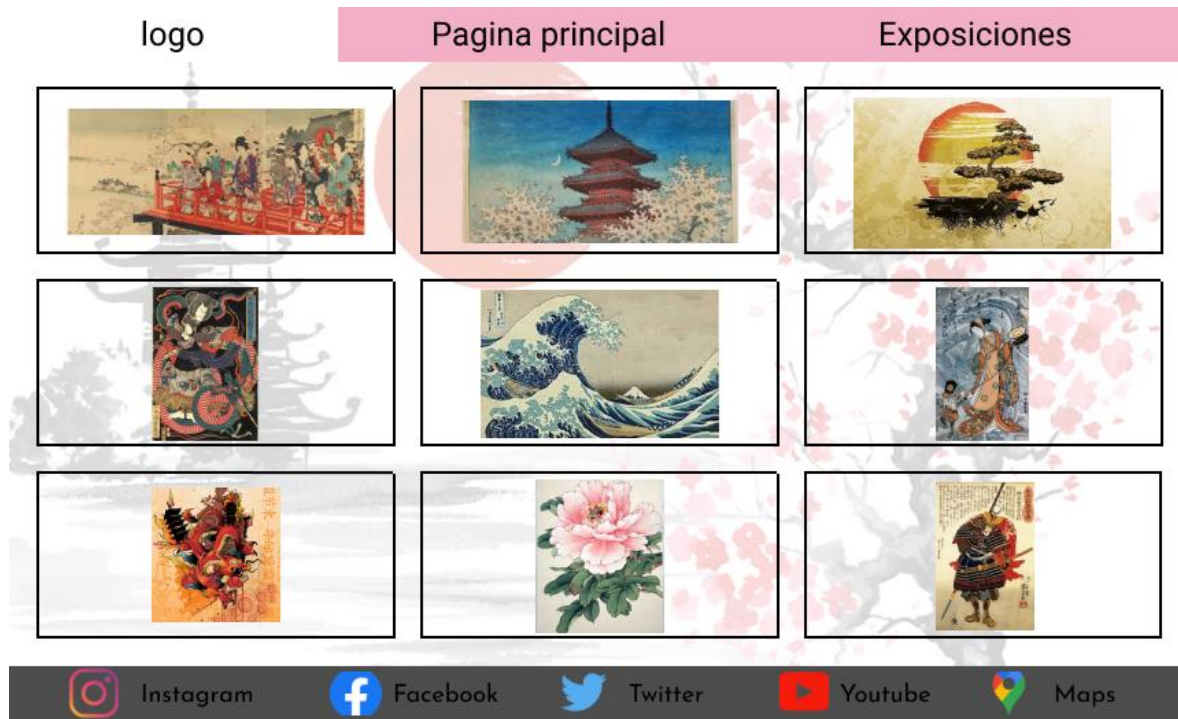 logo
Pagina principal
Exposiciones
Instagram
Facebook
Twitter
Youtube
Maps